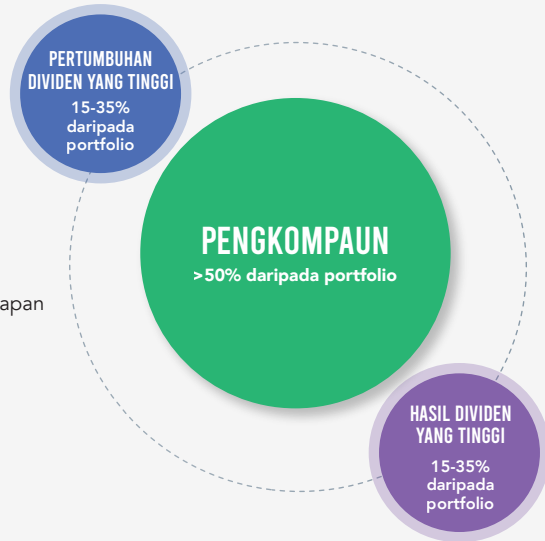 PERTUMBUHAN
DIVIDEN YANG TINGGI
15-35%
daripada
portfolio
PENGKOMPAUN
>50% daripada portfolio
apan
HASIL DIVIDEN
YANG TINGGI
15-35%
daripada
portfolio